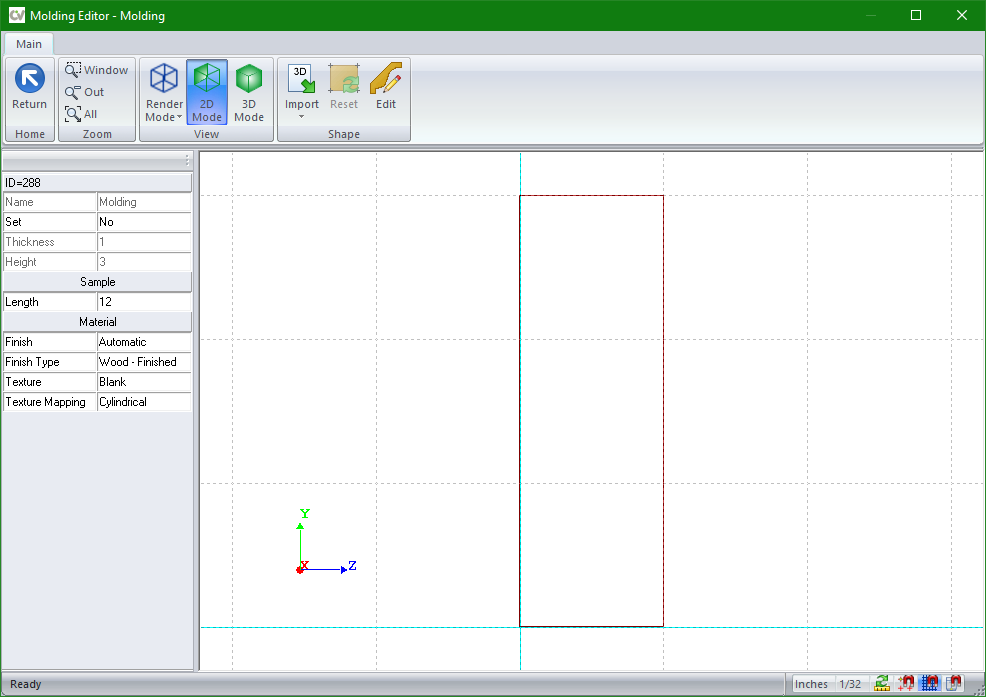 CV Molding Editor - Molding
Main
Return
Home
Window
Out
All
Zoom
Render Mode
2D Mode
3D Mode
View
3D
Import
Reset
Edit
Shape
ID=288
Name Molding
Set No
Thickness 1
Height 3
Sample
Length 12
Material
Finish Automatic
Finish Type Wood - Finished
Texture Blank
Texture Mapping Cylindrical
Y
X Z
Ready Inches 1/32